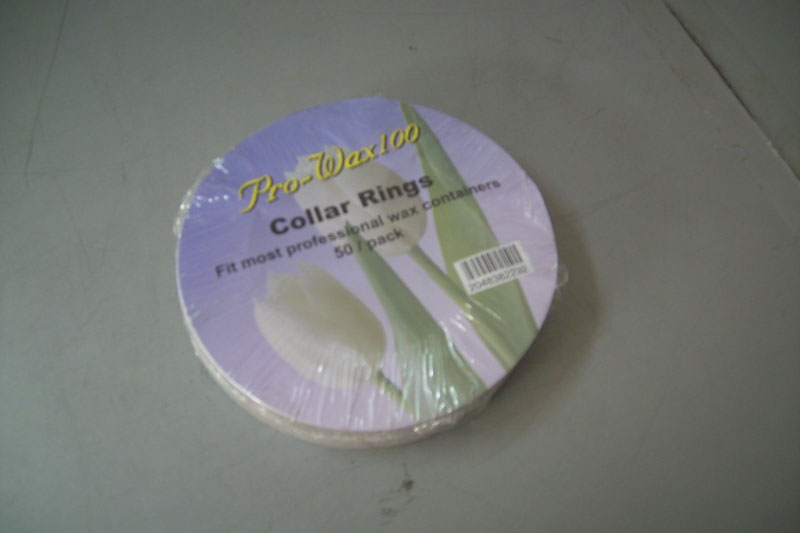 Pro-Wax100
Collar Rings
Fit most professional wax containers
50 / pack